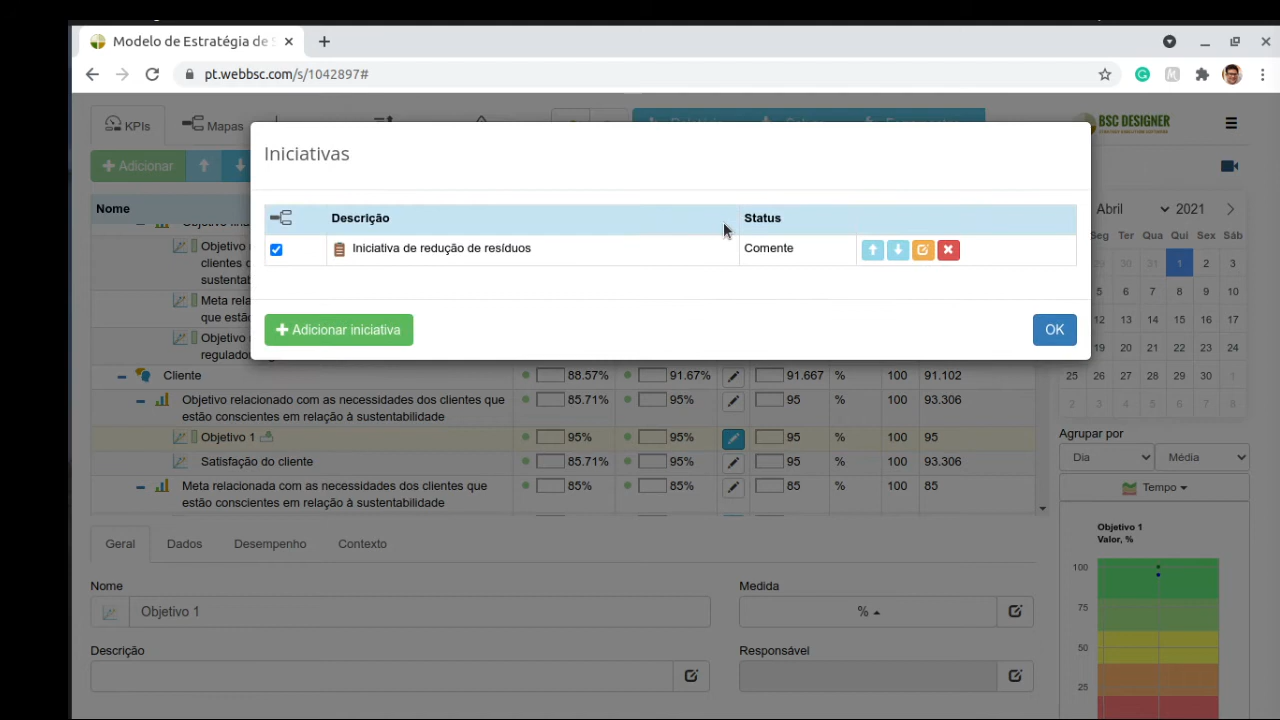 Modelo de Estratégia de S
pt.webbsc.com/s/1042897#
KPIs
Mapas
BSC DESIGNER
Adicionar
Iniciativas
Descrição
Status
Iniciativa de redução de resíduos
Comente
Adicionar iniciativa
OK
Nome
Objetivo
clientes
sustentabil
Meta rela
que estã
Objetivo
regulador
Cliente
88.57%
91.67%
91.667
%
100
91.102
Objetivo relacionado com as necessidades dos clientes que
estão conscientes em relação à sustentabilidade
85.71%
95%
95
%
100
93.306
Objetivo 1
95%
95%
95
%
100
95
Satisfação do cliente
85.71%
95%
95
%
100
93.306
Meta relacionada com as necessidades dos clientes que
estão conscientes em relação à sustentabilidade
85%
85%
85
%
100
85
Abril
2021
Seg Ter Qua Qui Sex Sáb
29 30 31 1 2 3
5 6 7 8 9 10
12 13 14 15 16 17
19 20 21 22 23 24
25 26 27 28 29 30 1
2 3 4 5 6 7 8
Agrupar por
Dia
Média
Tempo
Objetivo 1
Valor, %
100
75
50
25
Geral
Dados
Desempenho
Contexto
Nome
Medida
Objetivo 1
%
Descrição
Responsável